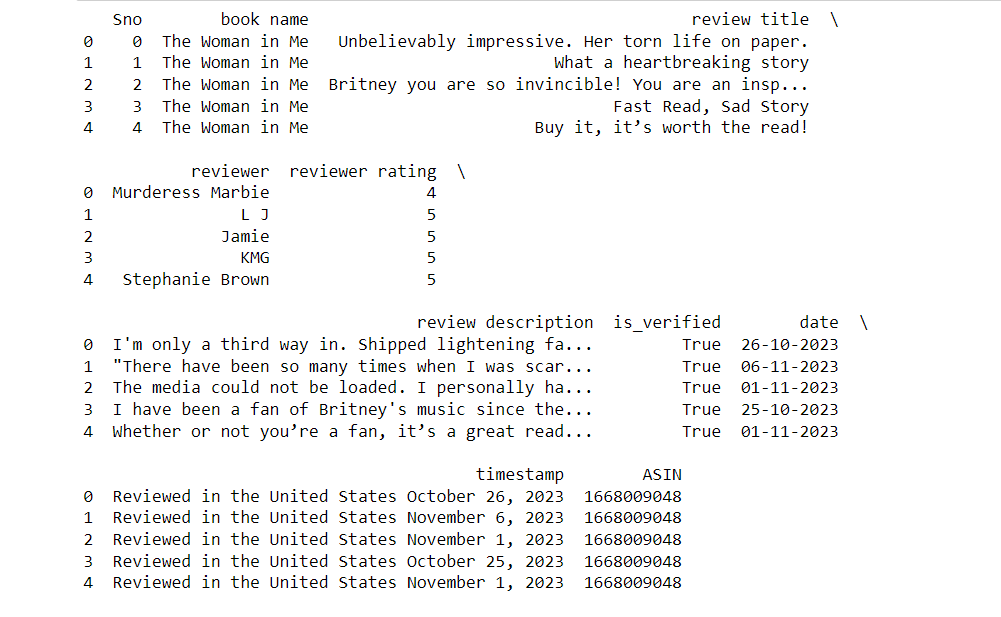 Sno book name review title \
0 0 The Woman in Me Unbelievably impressive. Her torn life on paper.
1 1 The Woman in Me What a heartbreaking story
2 2 The Woman in Me Britney you are so invincible! You are an insp...
3 3 The Woman in Me Fast Read, Sad Story
4 4 The Woman in Me Buy it, it’s worth the read!
reviewer reviewer rating \
0 Murderess Marbie 4
1 L J 5
2 Jamie 5
3 KMG 5
4 Stephanie Brown 5
review description is_verified date \
0 I'm only a third way in. Shipped lightening fa... True 26-10-2023
1 "There have been so many times when I was scar... True 06-11-2023
2 The media could not be loaded. I personally ha... True 01-11-2023
3 I have been a fan of Britney's music since the... True 25-10-2023
4 Whether or not you’re a fan, it’s a great read... True 01-11-2023
timestamp ASIN
0 Reviewed in the United States October 26, 2023 1668009048
1 Reviewed in the United States November 6, 2023 1668009048
2 Reviewed in the United States November 1, 2023 1668009048
3 Reviewed in the United States October 25, 2023 1668009048
4 Reviewed in the United States November 1, 2023 1668009048